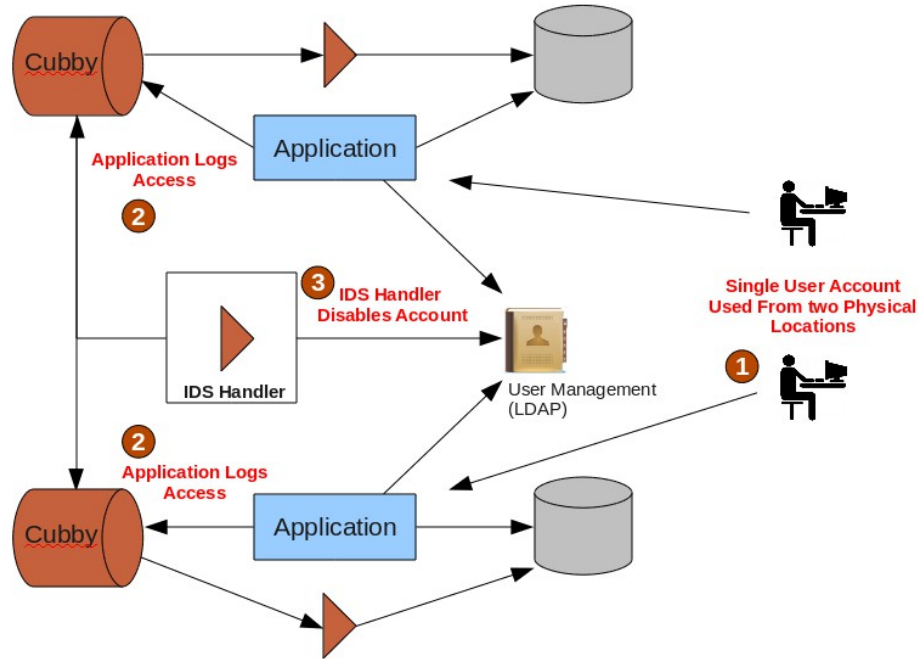 Cubby
Application
Application Logs
Access
2
3
IDS Handler
Disables Account
Single User Account
Used From two Physical
Locations
1
IDS Handler
User Management
(LDAP)
2
Application Logs
Access
Cubby
Application